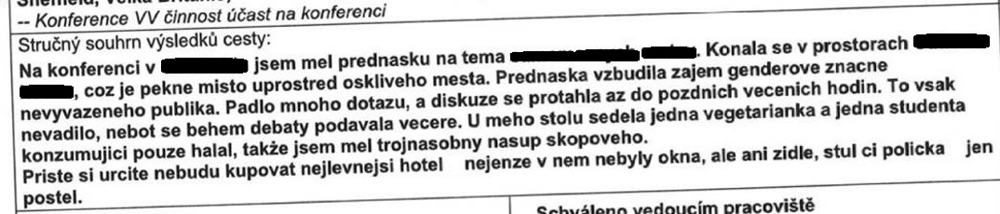 Sheffield, Velká Británie,
-- Konference VV činnost účast na konferenci
Stručný souhrn výsledků cesty:
Na konferenci v jsem mel prednasku na tema . Konala se v prostorach
, coz je pekne misto uprostred oskliveho mesta. Prednaska vzbudila zajem genderove znacne
nevyvazeneho publika. Padlo mnoho dotazu, a diskuze se protahla az do pozdnich vecenich hodin. To vsak
nevadilo, nebot se behem debaty podavala vecere. U meho stolu sedela jedna vegetarianka a jedna studenta
konzumujici pouze halal, takže jsem mel trojnasobny nasup skopoveho.
Priste si urcite nebudu kupovat nejlevnejsi hotel nejenze v nem nebyly okna, ale ani zidle, stul ci policka jen
postel.
Schváleno vedoucím pracoviště